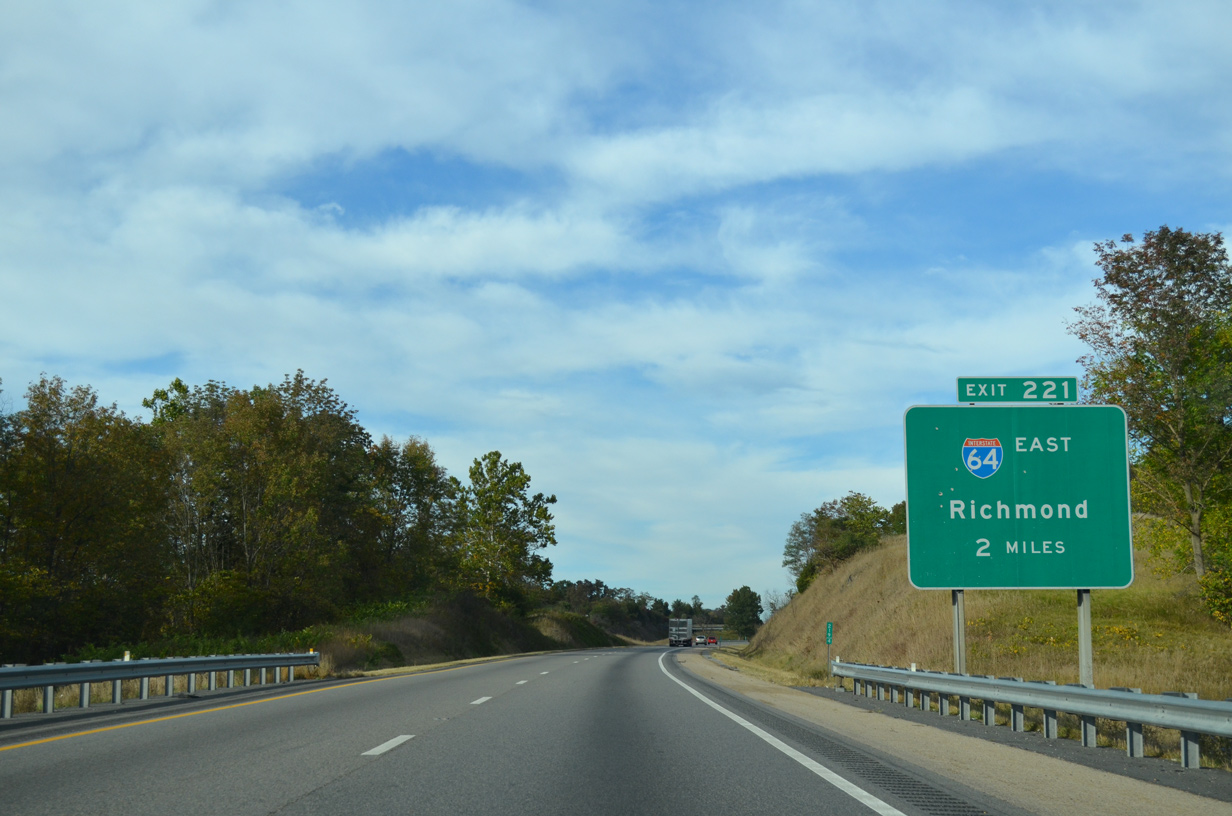 EXIT 221
INTERSTATE
64 EAST
Richmond
2 MILES